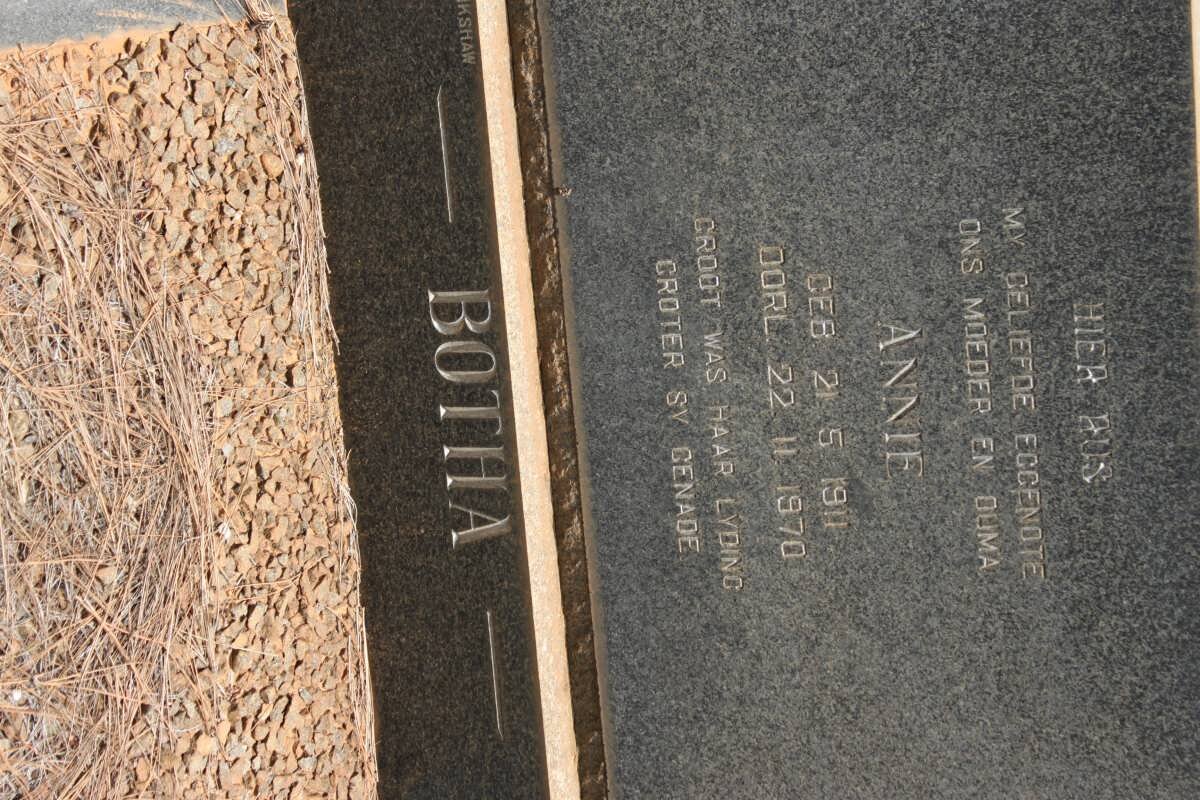 HIER RUS
MY GELIEFDE EGGENOTE
ONS MOEDER EN OUMA
ANNIE
GEB 21. 5. 1911
OORL. 22. 11. 1970
GROOT WAS HAAR LYDING
GROTER SY GENADE
BOTHA